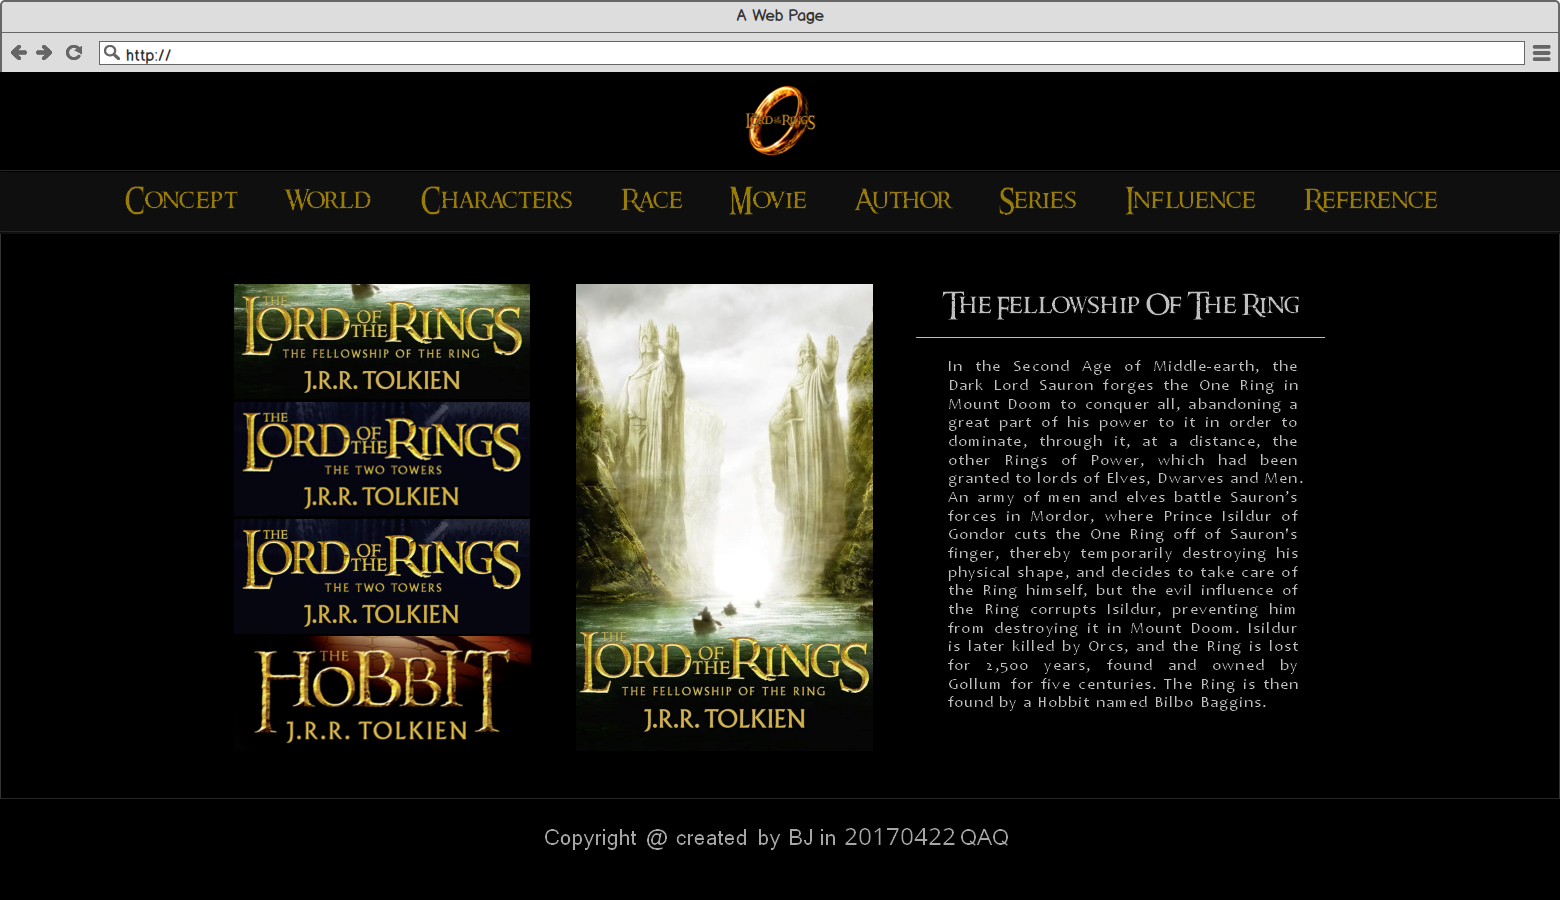 A Web Page
http://
LORD OF THE RINGS
CONCEPT WORLD CHARACTERS RACE MOVIE AUTHOR SERIES INFLUENCE REFERENCE
THE
LORD OF THE RINGS
THE FELLOWSHIP OF THE RING
J.R.R. TOLKIEN
THE
LORD OF THE RINGS
THE TWO TOWERS
J.R.R. TOLKIEN
THE
LORD OF THE RINGS
THE TWO TOWERS
J.R.R. TOLKIEN
THE
HOBBIT
J.R.R. TOLKIEN
THE
LORD OF THE RINGS
THE FELLOWSHIP OF THE RING
J.R.R. TOLKIEN
THE FELLOWSHIP OF THE RING
In the Second Age of Middle-earth, the
Dark Lord Sauron forges the One Ring in
Mount Doom to conquer all, abandoning a
great part of his power to it in order to
dominate, through it, at a distance, the
other Rings of Power, which had been
granted to lords of Elves, Dwarves and Men.
An army of men and elves battle Sauron’s
forces in Mordor, where Prince Isildur of
Gondor cuts the One Ring off of Sauron's
finger, thereby temporarily destroying his
physical shape, and decides to take care of
the Ring himself, but the evil influence of
the Ring corrupts Isildur, preventing him
from destroying it in Mount Doom. Isildur
is later killed by Orcs, and the Ring is lost
for 2,500 years, found and owned by
Gollum for five centuries. The Ring is then
found by a Hobbit named Bilbo Baggins.
Copyright @ created by BJ in 20170422 QAQ